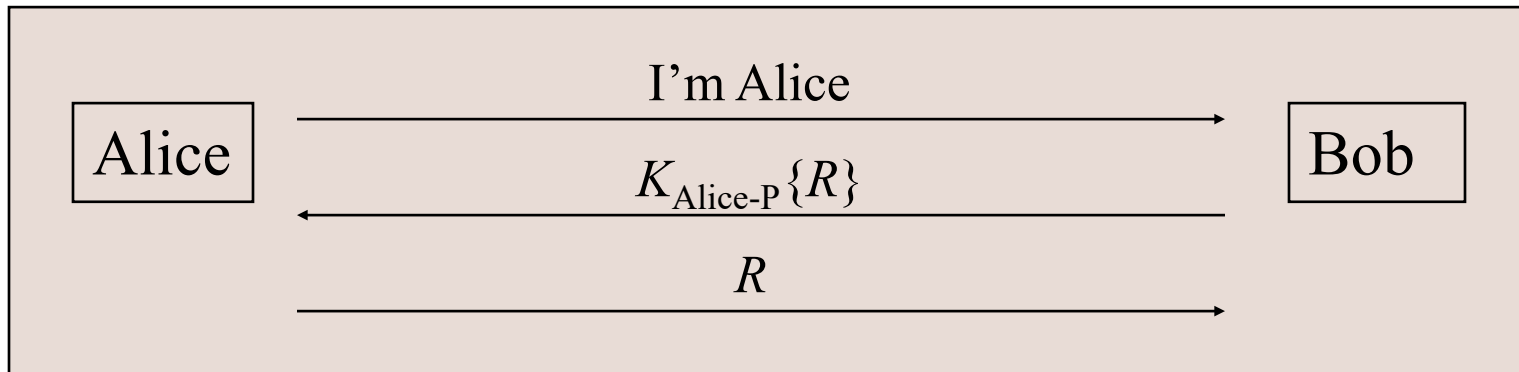 I’m Alice
Alice
Bob
K_Alice-P{R}
R